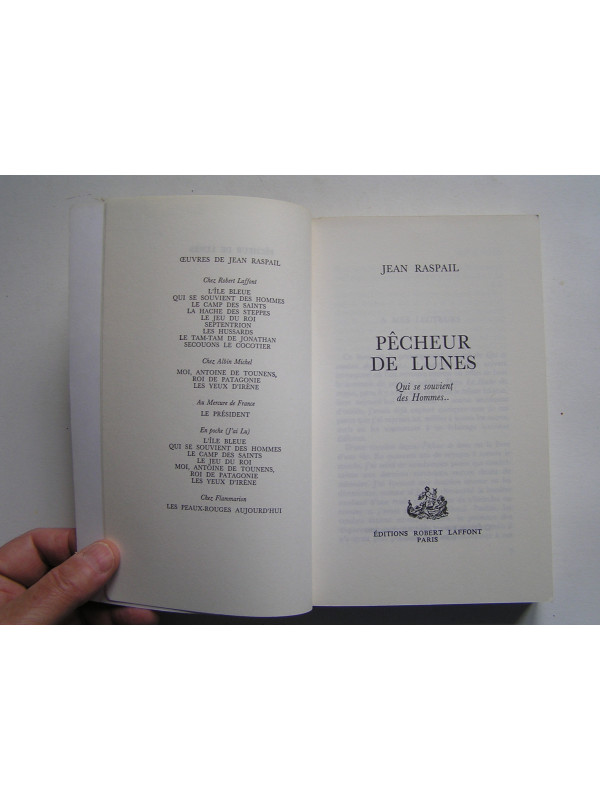 ŒUVRES DE JEAN RASPAIL
Chez Robert Laffont
L'ÎLE BLEUE
QUI SE SOUVIENT DES HOMMES
LE CAMP DES SAINTS
LA HACHE DES STEPPES
LE JEU DU ROI
SEPTENTRION
LES HUSSARDS
LE TAM-TAM DE JONATHAN
SECOUONS LE COCOTIER
Chez Albin Michel
MOI, ANTOINE DE TOUNENS,
ROI DE PATAGONIE
LES YEUX D'IRÈNE
Au Mercure de France
LE PRÉSIDENT
En poche (J'ai Lu)
L'ÎLE BLEUE
QUI SE SOUVIENT DES HOMMES
LE CAMP DES SAINTS
LE JEU DU ROI
MOI, ANTOINE DE TOUNENS,
ROI DE PATAGONIE
LES YEUX D'IRÈNE
Chez Flammarion
LES PEAUX-ROUGES AUJOURD'HUI
JEAN RASPAIL
PÊCHEUR
DE LUNES
Qui se souvient
des Hommes..
ÉDITIONS ROBERT LAFFONT
PARIS